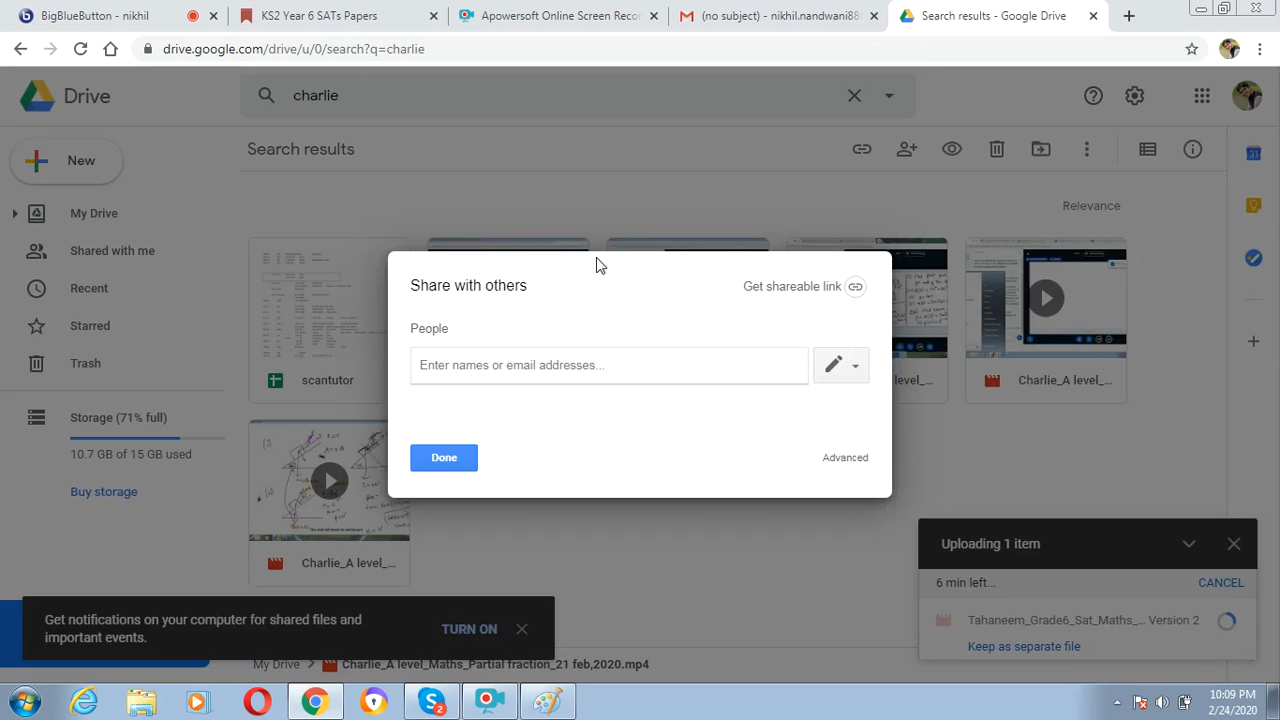 BigBlueButton - nikhil
KS2 Year 6 SATs Papers
Apowersoft Online Screen Reco
(no subject) - nikhil.nandwani88
Search results - Google Drive
drive.google.com/drive/u/0/search?q=charlie
Drive
charlie
New
Search results
My Drive
Relevance
Shared with me
Recent
Starred
Trash
Storage (71% full)
10.7 GB of 15 GB used
Buy storage
Share with others
Get shareable link
People
Enter names or email addresses...
Done
Advanced
scantutor
level_...
Charlie_A level_...
Charlie_A level_...
Uploading 1 item
6 min left...
CANCEL
Tahaneem_Grade6_Sat_Maths_... Version 2
Keep as separate file
Get notifications on your computer for shared files and
important events.
TURN ON
My Drive
Charlie_A level_Maths_Partial fraction_21 feb,2020.mp4
31
2
10:09 PM
2/24/2020